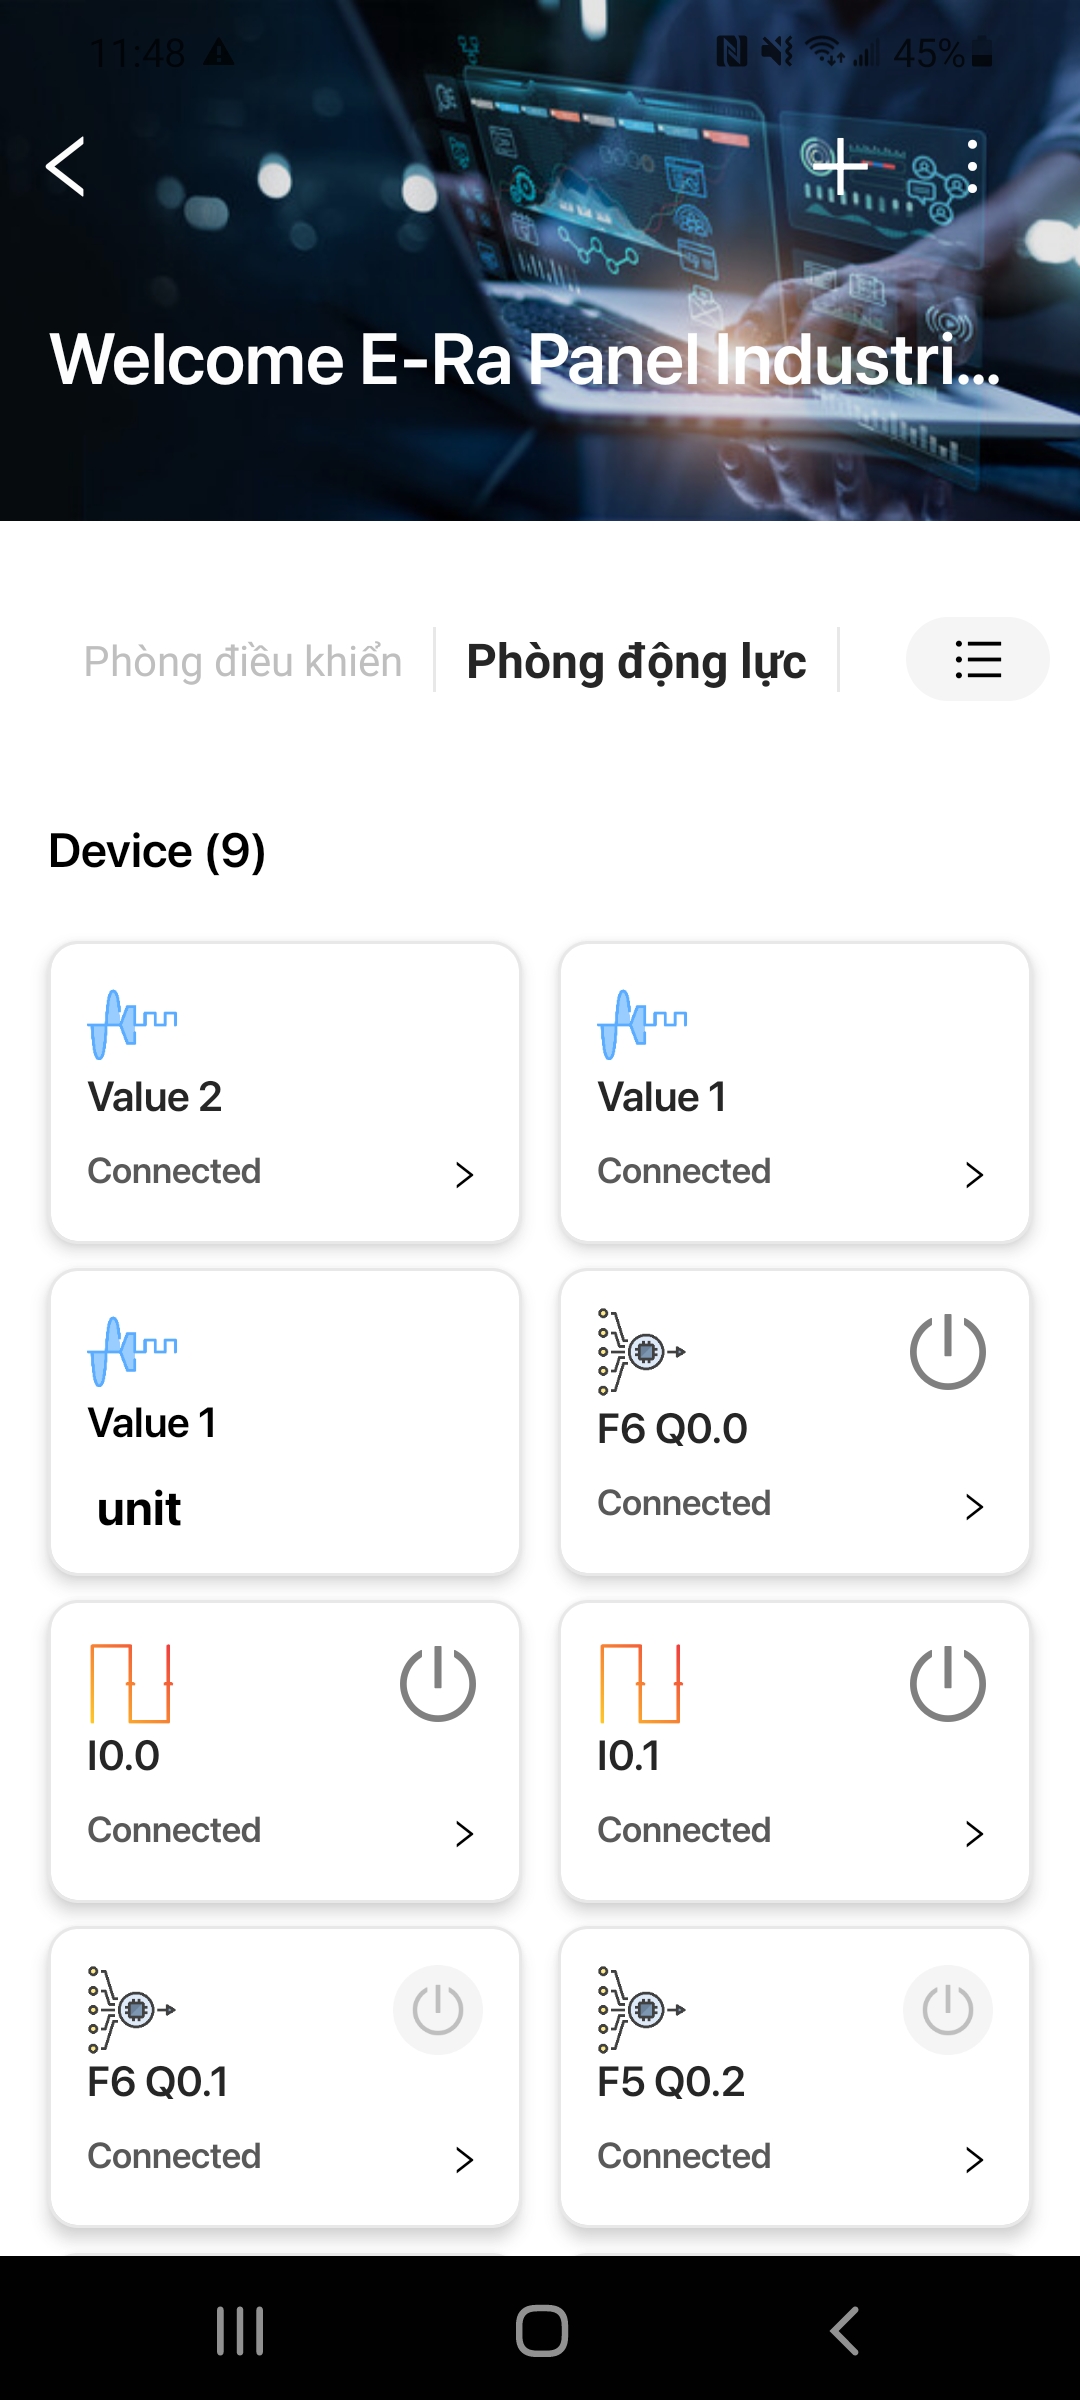 11:48
45%
Welcome E-Ra Panel Industri...
Phòng điều khiển
Phòng động lực
Device (9)
Value 2
Connected
Value 1
Connected
Value 1
unit
F6 Q0.0
Connected
I0.0
Connected
I0.1
Connected
F6 Q0.1
Connected
F5 Q0.2
Connected